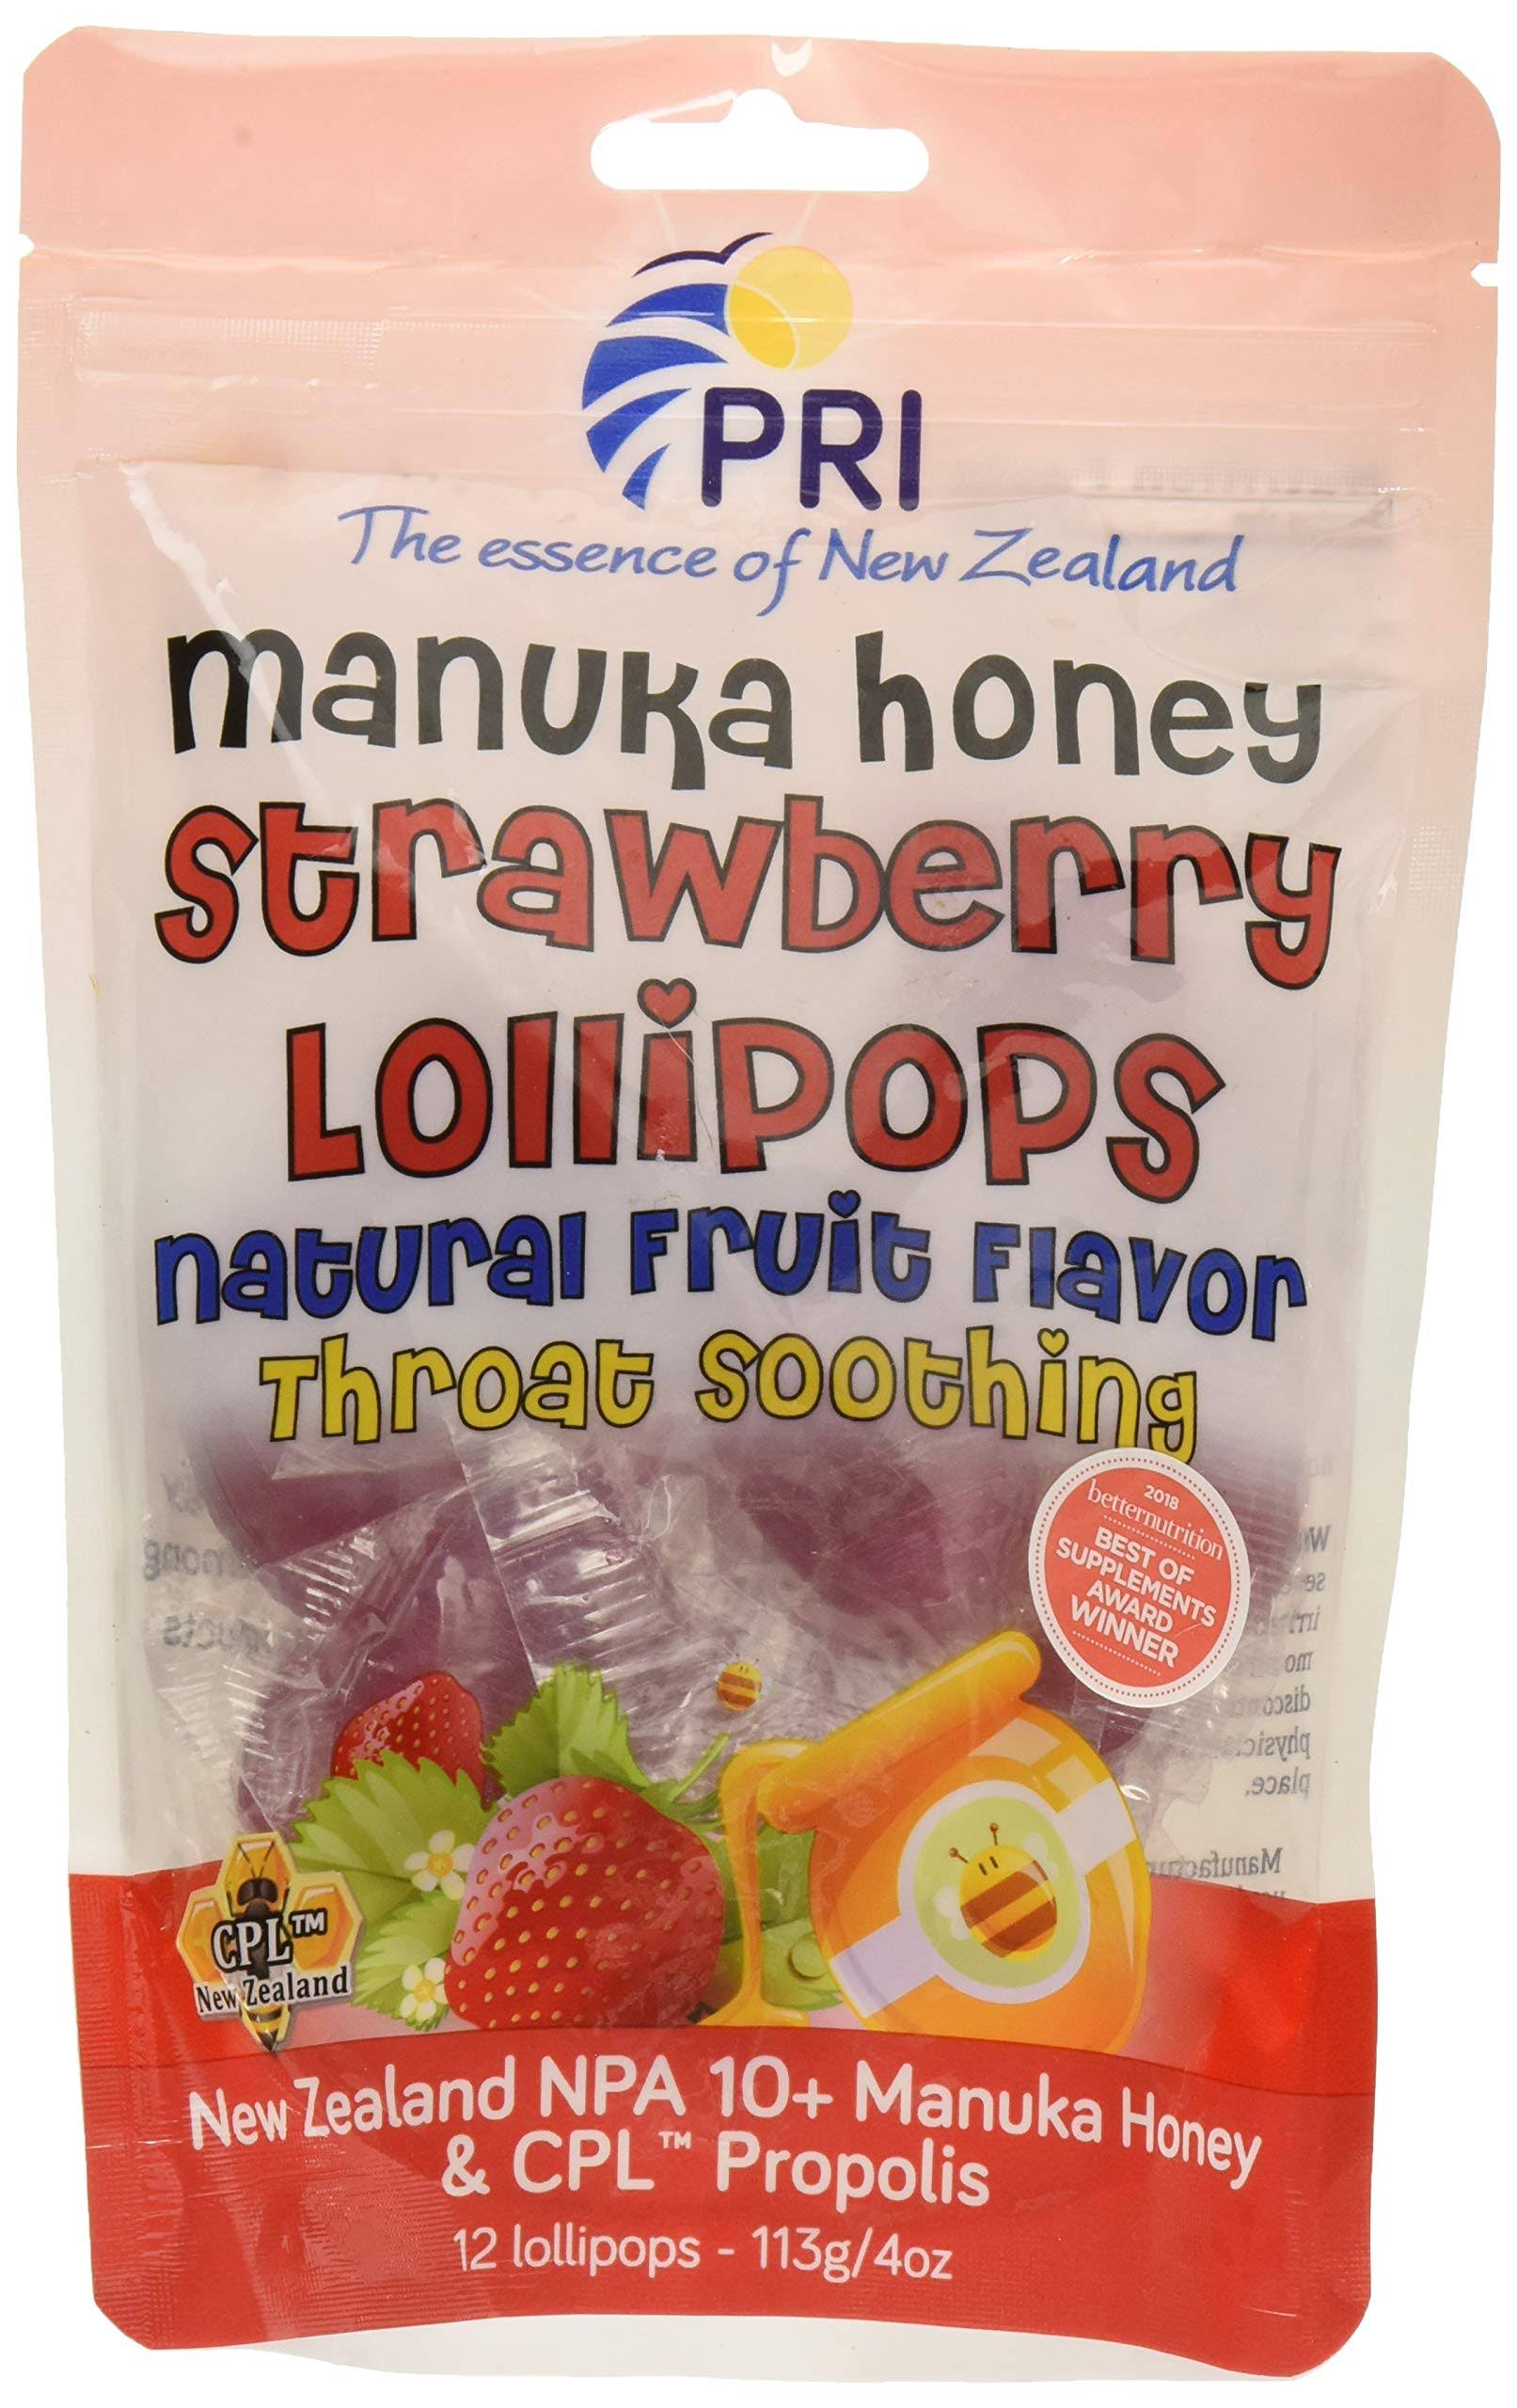 PRI
The essence of New Zealand
manuka honey
strawberry
Lollipops
natural Fruit Flavor
Throat Soothing
2018
betternutrition
BEST OF
SUPPLEMENTS
AWARD
WINNER
CPL™
New Zealand
New Zealand NPA 10+ Manuka Honey
& CPL™ Propolis
12 lollipops - 113g/4oz